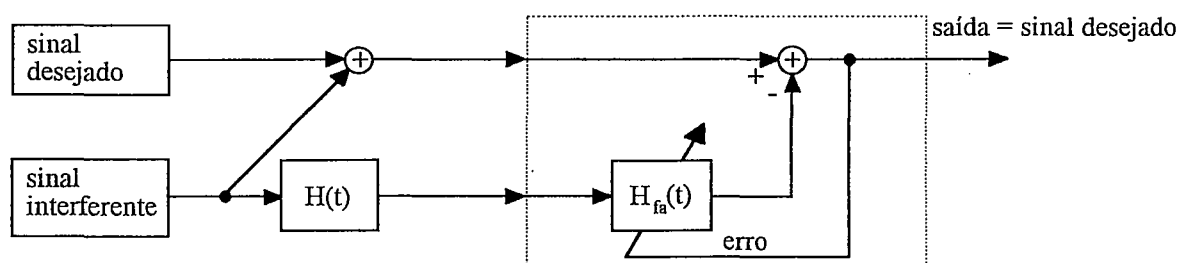 sinal
desejado
+
+
-
+
saída = sinal desejado
sinal
interferente
H(t)
H_fa(t)
erro